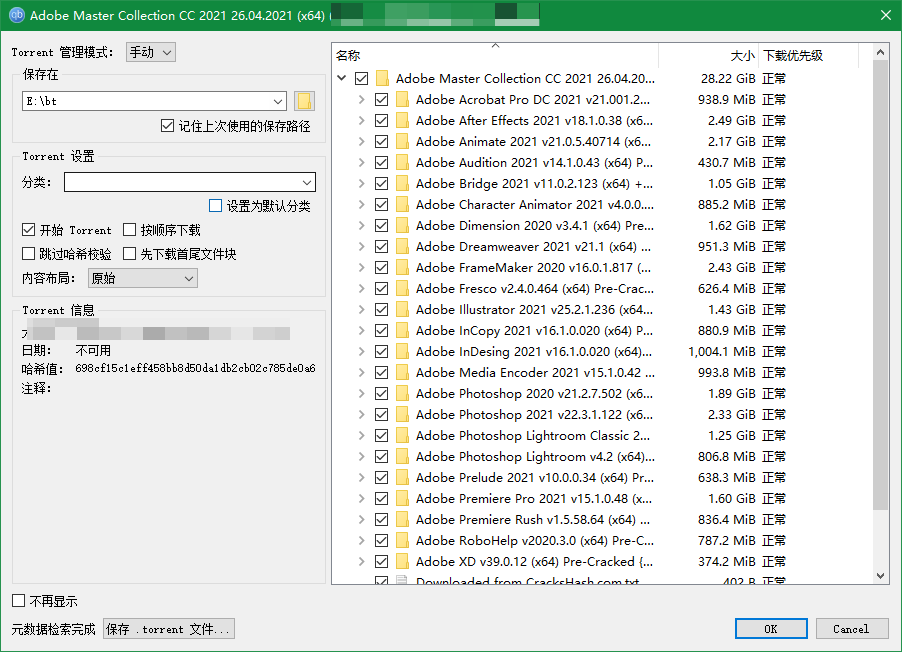 Adobe Master Collection CC 2021 26.04.2021 (x64) (
Torrent 管理模式： 手动
保存在
E:\bt
记住上次使用的保存路径
Torrent 设置
分类：
设置为默认分类
开始 Torrent 按顺序下载
跳过哈希校验 先下载首尾文件块
内容布局： 原始
Torrent 信息
日期： 不可用
哈希值： 698cf15c1eff458bb8d50da1db2cb02c785de0a6
注释：
名称 大小 下载优先级
Adobe Master Collection CC 2021 26.04.20... 28.22 GiB 正常
Adobe Acrobat Pro DC 2021 v21.001.2... 938.9 MiB 正常
Adobe After Effects 2021 v18.1.0.38 (x6... 2.49 GiB 正常
Adobe Animate 2021 v21.0.5.40714 (x6... 2.17 GiB 正常
Adobe Audition 2021 v14.1.0.43 (x64) P... 430.7 MiB 正常
Adobe Bridge 2021 v11.0.2.123 (x64) +... 1.05 GiB 正常
Adobe Character Animator 2021 v4.0.0.... 885.2 MiB 正常
Adobe Dimension 2020 v3.4.1 (x64) Pre... 1.62 GiB 正常
Adobe Dreamweaver 2021 v21.1 (x64) ... 951.3 MiB 正常
Adobe FrameMaker 2020 v16.0.1.817 (... 2.43 GiB 正常
Adobe Fresco v2.4.0.464 (x64) Pre-Crac... 626.4 MiB 正常
Adobe Illustrator 2021 v25.2.1.236 (x64... 1.43 GiB 正常
Adobe InCopy 2021 v16.1.0.020 (x64) P... 880.9 MiB 正常
Adobe InDesing 2021 v16.1.0.020 (x64)... 1,004.1 MiB 正常
Adobe Media Encoder 2021 v15.1.0.42 ... 993.8 MiB 正常
Adobe Photoshop 2020 v21.2.7.502 (x6... 1.89 GiB 正常
Adobe Photoshop 2021 v22.3.1.122 (x6... 2.33 GiB 正常
Adobe Photoshop Lightroom Classic 2... 1.25 GiB 正常
Adobe Photoshop Lightroom v4.2 (x64)... 806.8 MiB 正常
Adobe Prelude 2021 v10.0.0.34 (x64) Pr... 638.3 MiB 正常
Adobe Premiere Pro 2021 v15.1.0.48 (x... 1.60 GiB 正常
Adobe Premiere Rush v1.5.58.64 (x64) ... 836.4 MiB 正常
Adobe RoboHelp v2020.3.0 (x64) Pre-C... 787.2 MiB 正常
Adobe XD v39.0.12 (x64) Pre-Cracked {... 374.2 MiB 正常
Downloaded from CracksHash.com.txt 402 B 正常
不再显示
元数据检索完成 保存 .torrent 文件... OK Cancel